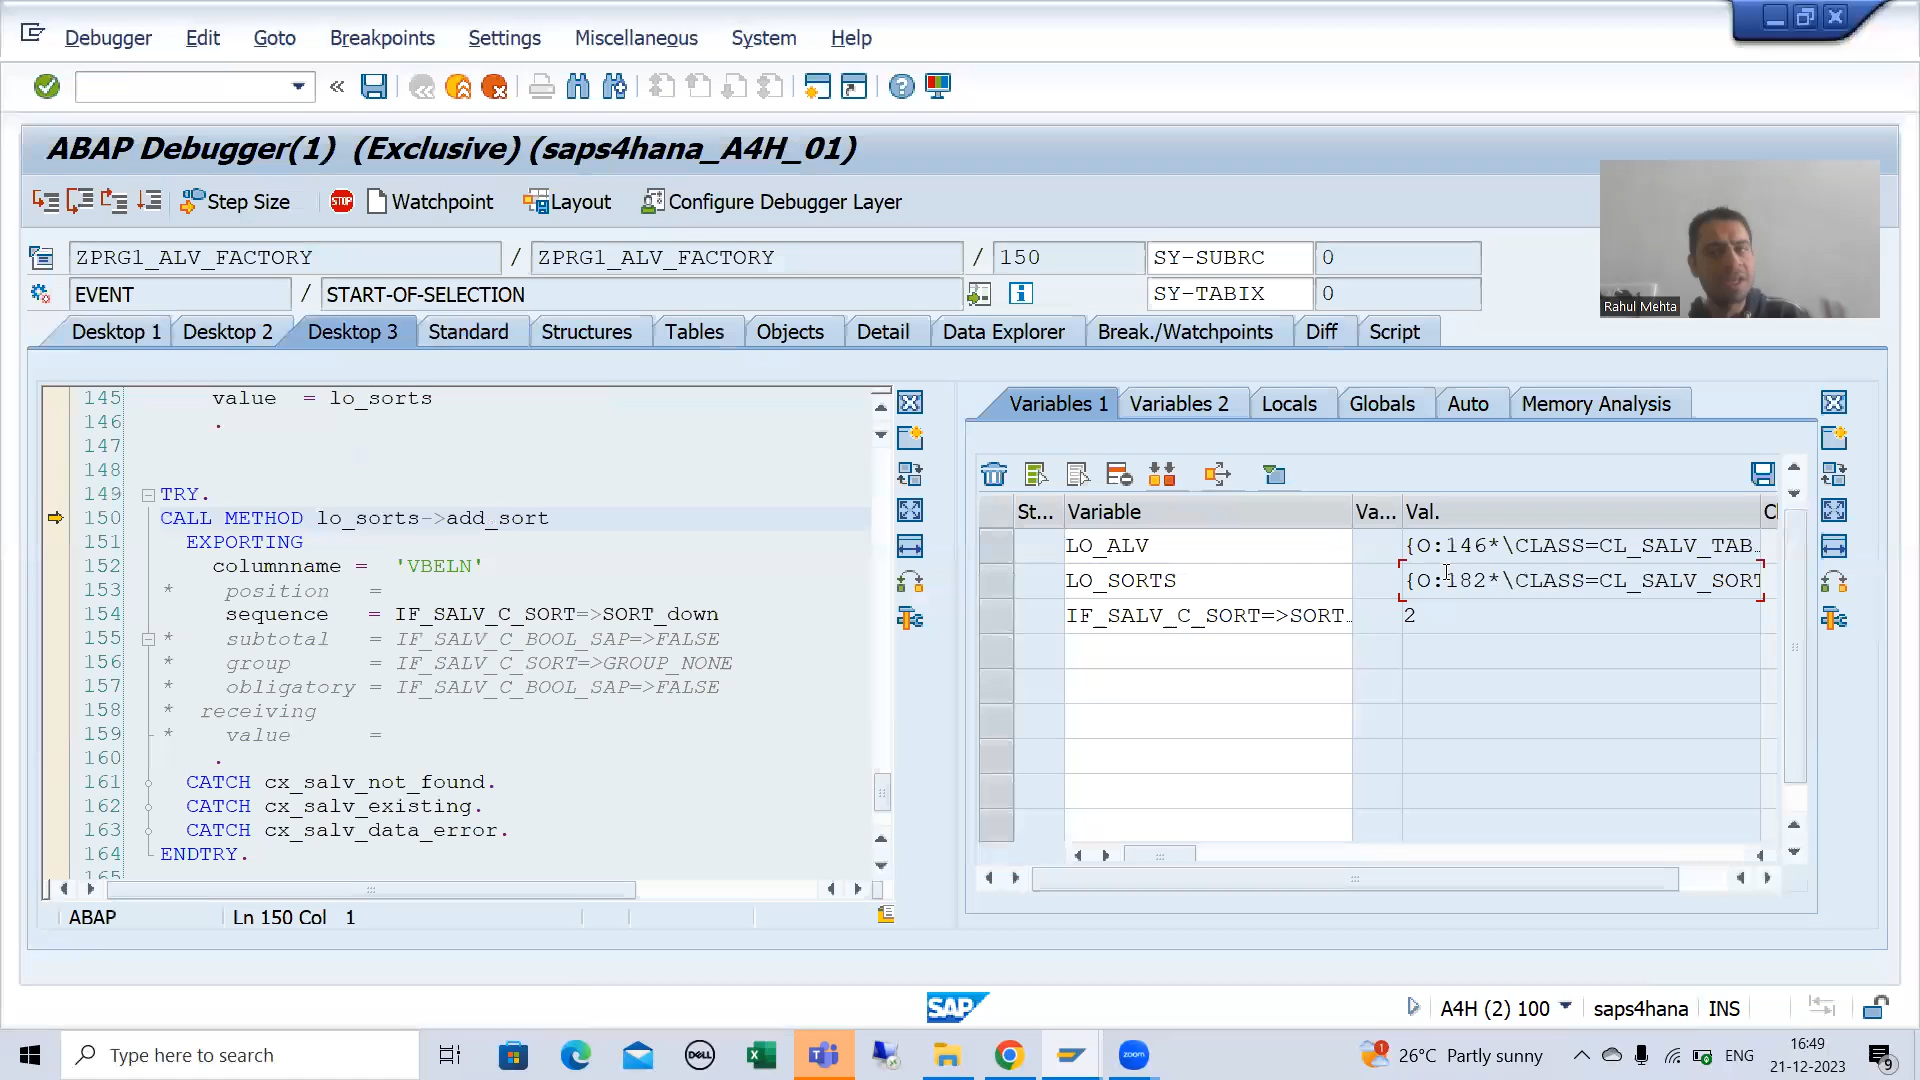 Debugger Edit Goto Breakpoints Settings Miscellaneous System Help
ABAP Debugger(1) (Exclusive) (saps4hana_A4H_01)
Step Size STOP Watchpoint Layout Configure Debugger Layer
ZPRG1_ALV_FACTORY / ZPRG1_ALV_FACTORY / 150 SY-SUBRC 0
EVENT / START-OF-SELECTION SY-TABIX 0
Rahul Mehta
Desktop 1 Desktop 2 Desktop 3 Standard Structures Tables Objects Detail Data Explorer Break./Watchpoints Diff Script
145 value = lo_sorts
146 .
147
148
149 TRY.
150 CALL METHOD lo_sorts->add_sort
151 EXPORTING
152 columnname = 'VBELN'
153 * position =
154 sequence = IF_SALV_C_SORT=>SORT_down
155 * subtotal = IF_SALV_C_BOOL_SAP=>FALSE
156 * group = IF_SALV_C_SORT=>GROUP_NONE
157 * obligatory = IF_SALV_C_BOOL_SAP=>FALSE
158 * receiving
159 * value =
160 .
161 CATCH cx_salv_not_found.
162 CATCH cx_salv_existing.
163 CATCH cx_salv_data_error.
164 ENDTRY.
165
ABAP Ln 150 Col 1
Variables 1 Variables 2 Locals Globals Auto Memory Analysis
St... Variable Va... Val.
LO_ALV {O:146*\CLASS=CL_SALV_TAB…
LO_SORTS {O:182*\CLASS=CL_SALV_SORT
IF_SALV_C_SORT=>SORT… 2
SAP
A4H (2) 100 saps4hana INS
Type here to search
DELL
zoom
1
26°C Partly sunny
ENG
16:49
21-12-2023
9